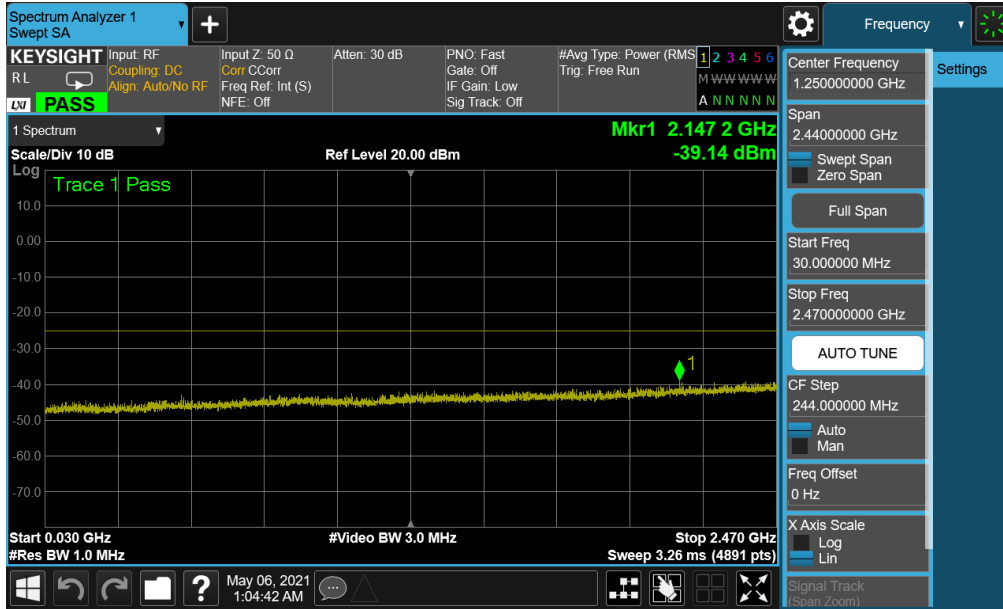 Spectrum Analyzer 1
Swept SA
+
Frequency
KEYSIGHT
RL
LXI PASS
Input: RF
Coupling: DC
Align: Auto/No RF
Input Z: 50 Ω
Corr CCorr
Freq Ref: Int (S)
NFE: Off
Atten: 30 dB
PNO: Fast
Gate: Off
IF Gain: Low
Sig Track: Off
#Avg Type: Power (RMS
Trig: Free Run
1 2 3 4 5 6
M W W W W W
A N N N N N
1 Spectrum
Scale/Div 10 dB
Ref Level 20.00 dBm
Mkr1 2.147 2 GHz
-39.14 dBm
Log
Trace 1 Pass
10.0
0.00
-10.0
-20.0
-30.0
1
-40.0
-50.0
-60.0
-70.0
Start 0.030 GHz
#Video BW 3.0 MHz
Stop 2.470 GHz
#Res BW 1.0 MHz
Sweep 3.26 ms (4891 pts)
?
May 06, 2021
1:04:42 AM
Center Frequency
1.250000000 GHz
Span
2.44000000 GHz
Swept Span
Zero Span
Full Span
Start Freq
30.000000 MHz
Stop Freq
2.470000000 GHz
AUTO TUNE
CF Step
244.000000 MHz
Auto
Man
Freq Offset
0 Hz
X Axis Scale
Log
Lin
Signal Track
(Span Zoom)
Settings